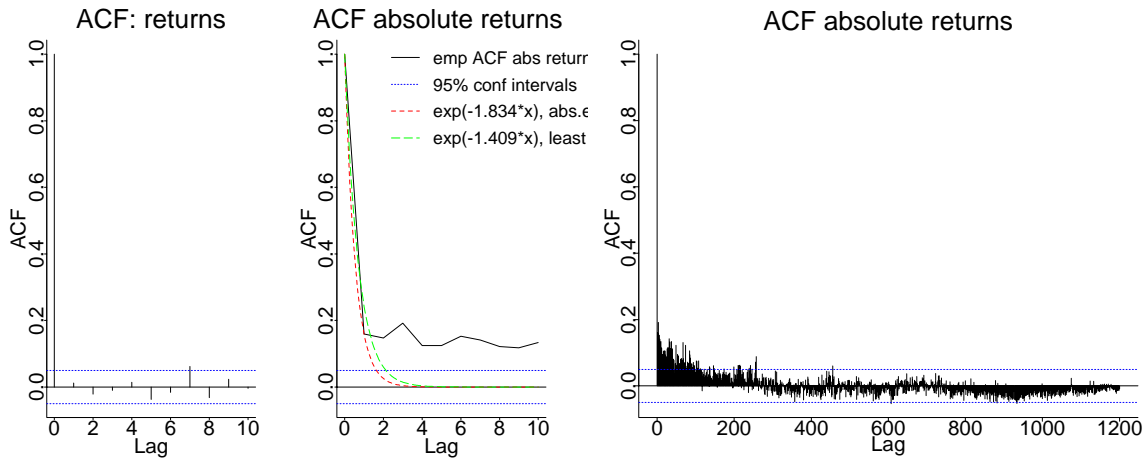 ACF: returns
ACF
0.0 0.2 0.4 0.6 0.8 1.0
0 2 4 6 8 10
Lag
ACF absolute returns
emp ACF abs return
95% conf intervals
exp(-1.834*x), abs.e
exp(-1.409*x), least
ACF
0.0 0.2 0.4 0.6 0.8 1.0
0 2 4 6 8 10
Lag
ACF absolute returns
ACF
0.0 0.2 0.4 0.6 0.8 1.0
0 200 400 600 800 1000 1200
Lag